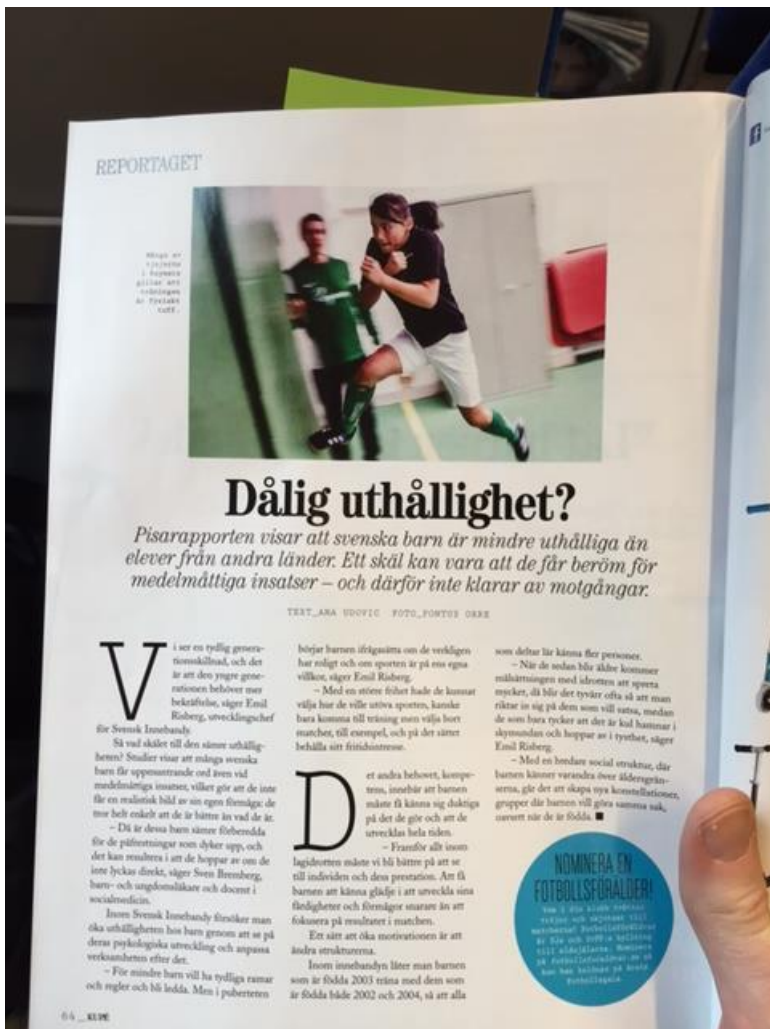 REPORTAGET
Många av
tjejerna
i
gillar att
träningen
är fysiskt
tuff.
Dålig uthållighet?
Pisarapporten visar att svenska barn är mindre uthålliga än
elever från andra länder. Ett skäl kan vara att de får beröm för
medelmåttiga insatser – och därför inte klarar av motgångar.
TEXT_ANA UDOVIC FOTO_PONTUS ORRE
Vi ser en tydlig genera-
tionsskillnad, och det
är att den yngre gene-
rationen behöver mer
bekräftelse, säger Emil
Risberg, utvecklingschef
för Svensk Innebandy.
Så vad skälet till den sämre uthållig-
heten? Studier visar att många svenska
barn får uppmuntrande ord även vid
medelmåttiga insatser, vilket gör att de inte
får en realistisk bild av sin egen förmåga: de
tror helt enkelt att de är bättre än vad de är.
– Då är dessa barn sämre förberedda
för de påfrestningar som dyker upp, och
det kan resultera i att de hoppar av om de
inte lyckas direkt, säger Sven Bremberg,
barn- och ungdomsläkare och docent i
socialmedicin.
Inom Svensk Innebandy försöker man
öka uthålligheten hos barn genom att se på
deras psykologiska utveckling och anpassa
verksamheten efter det.
– För mindre barn vill ha tydliga ramar
och regler och bli ledda. Men i puberteten
börjar barnen ifrågasätta om de verkligen
har roligt och om sporten är på ens egna
villkor, säger Emil Risberg.
– Med en större frihet hade de kunnat
välja hur de ville utöva sporten, kanske
bara komma till träning men välja bort
matcher, till exempel, och på det sättet
behålla sitt fritidsintresse.
Det andra behovet, kompe-
tens, innebär att barnen
måste få känna sig duktiga
på det de gör och att de
utvecklas hela tiden.
– Framför allt inom
lagidrotten måste vi bli bättre på att se
till individen och dess prestation. Att få
barnen att känna glädje i att utveckla sina
färdigheter och förmågor snarare än att
fokusera på resultatet i matchen.
Ett sätt att öka motivationen är att
ändra strukturerna.
Inom innebandyn låter man barnen
som är födda 2003 träna med dem som
är födda både 2002 och 2004, så att alla
som deltar lär känna fler personer.
– När de sedan blir äldre kommer
målsättningen med idrotten att spreta
mycket, då blir det tyvärr ofta så att man
riktar in sig på dem som vill satsa, medan
de som bara tycker att det är kul hamnar i
skymundan och hoppar av i tysthet, säger
Emil Risberg.
– Med en bredare social struktur, där
barnen känner varandra över åldersgrän-
serna, går det att skapa nya konstellationer,
grupper där barnen vill göra samma sak,
oavsett när de är födda. ■
NOMINERA EN
FOTBOLLSFÖRÄLDER!
64 _ KUPÉ